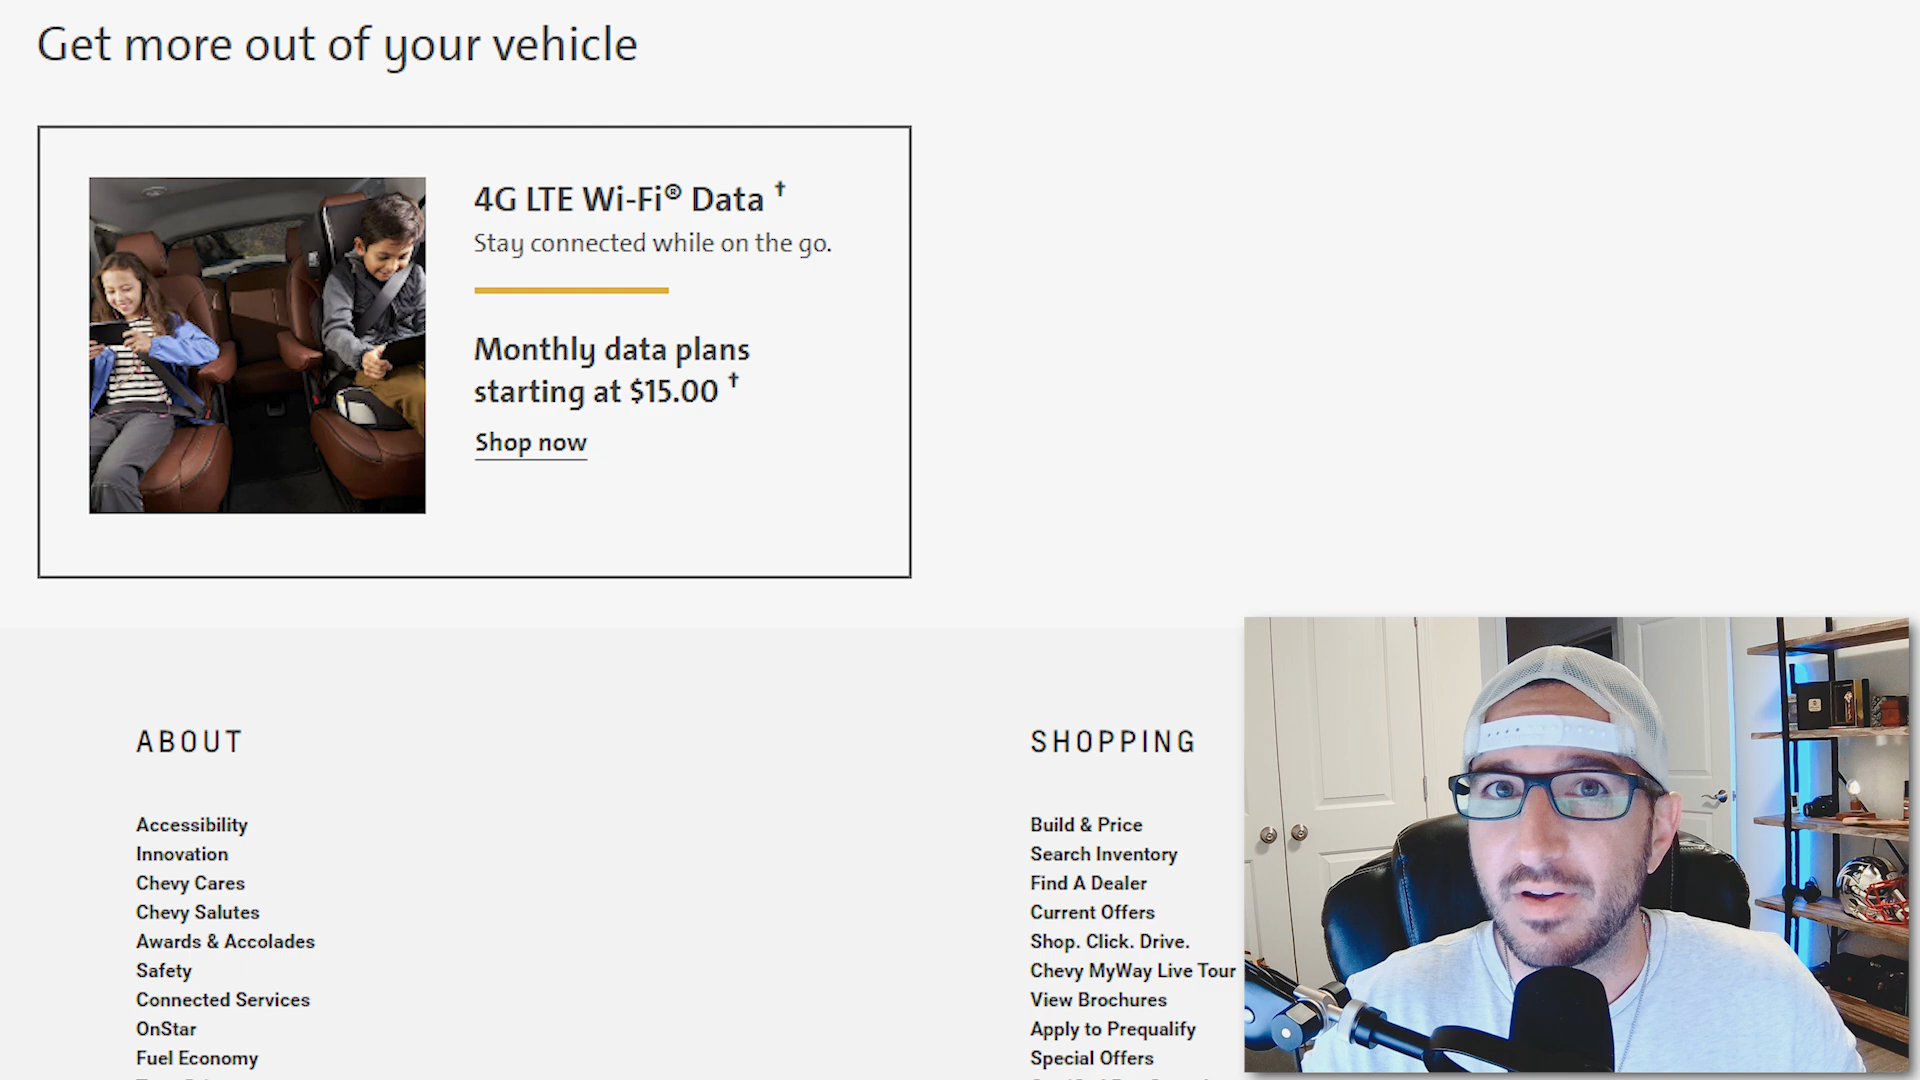 Get more out of your vehicle
4G LTE Wi-Fi® Data †
Stay connected while on the go.
Monthly data plans
starting at $15.00 †
Shop now
ABOUT
Accessibility
Innovation
Chevy Cares
Chevy Salutes
Awards & Accolades
Safety
Connected Services
OnStar
Fuel Economy
SHOPPING
Build & Price
Search Inventory
Find A Dealer
Current Offers
Shop. Click. Drive.
Chevy MyWay Live Tour
View Brochures
Apply to Prequalify
Special Offers